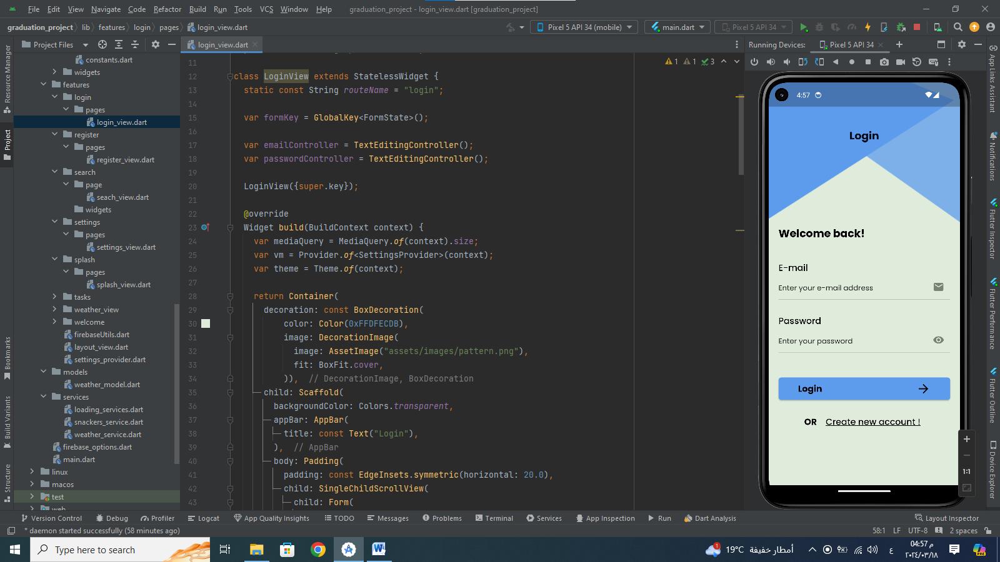 File Edit View Navigate Code Refactor Build Run Tools VCS Window Help graduation_project - login_view.dart [graduation_project]
graduation_project lib features login pages login_view.dart Pixel 5 API 34 (mobile) main.dart Pixel 5 API 34
Project Files login_view.dart Running Devices: Pixel 5 API 34
Resource Manager
Project
Bookmarks
Build Variants
Structure
constants.dart
widgets
features
login
pages
login_view.dart
register
pages
register_view.dart
search
page
seach_view.dart
widgets
settings
pages
settings_view.dart
splash
pages
splash_view.dart
tasks
weather_view
welcome
firebaseUtils.dart
layout_view.dart
settings_provider.dart
models
weather_model.dart
services
loading_services.dart
snackers_service.dart
weather_service.dart
firebase_options.dart
main.dart
linux
macos
test
web
1 1 3
11
12 class LoginView extends StatelessWidget {
13 static const String routeName = "login";
14
15 var formKey = GlobalKey<FormState>();
16
17 var emailController = TextEditingController();
18 var passwordController = TextEditingController();
19
20 LoginView({super.key});
21
22 @override
23 Widget build(BuildContext context) {
24 var mediaQuery = MediaQuery.of(context).size;
25 var vm = Provider.of<SettingsProvider>(context);
26 var theme = Theme.of(context);
27
28 return Container(
29 decoration: const BoxDecoration(
30 color: Color(0xFFDFECDB),
31 image: DecorationImage(
32 image: AssetImage("assets/images/pattern.png"),
33 fit: BoxFit.cover,
34 )), // DecorationImage, BoxDecoration
35 child: Scaffold(
36 backgroundColor: Colors.transparent,
37 appBar: AppBar(
38 title: const Text("Login"),
39 ), // AppBar
40 body: Padding(
41 padding: const EdgeInsets.symmetric(horizontal: 20.0),
42 child: SingleChildScrollView(
43 child: Form(
4:57
Login
Welcome back!
E-mail
Enter your e-mail address
Password
Enter your password
Login
OR Create new account !
1:1
App Links Assistant
Notifications
Flutter Inspector
Flutter Performance
Flutter Outline
Device Explorer
Version Control Debug Profiler Logcat App Quality Insights TODO Messages Problems Terminal Services App Inspection Run Dart Analysis Layout Inspector
* daemon started successfully (58 minutes ago) 58:1 LF UTF-8 2 spaces
Type here to search 1 19°C أمطار خفيفة ع 04:57 م
٢٠٢٤/٠٣/١٨
PRE